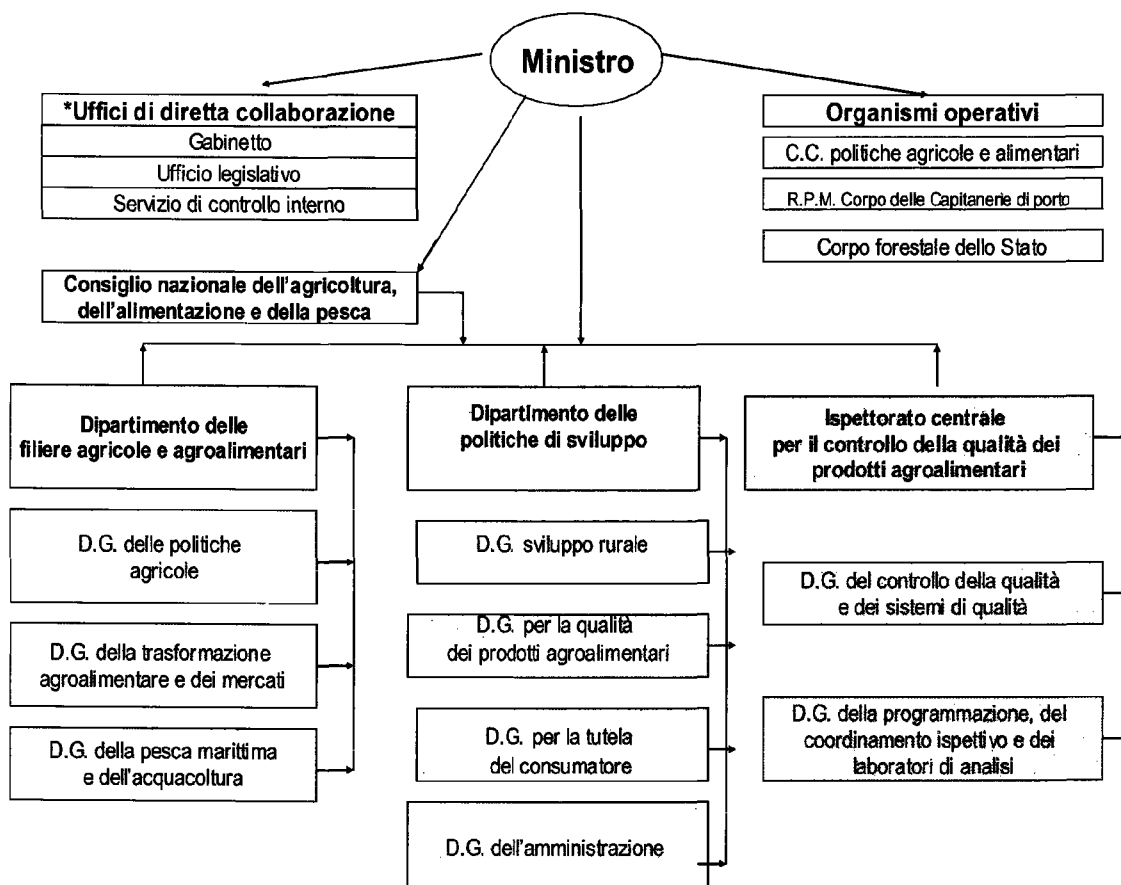 Ministro
*Uffici di diretta collaborazione
Gabinetto
Ufficio legislativo
Servizio di controllo interno
Organismi operativi
C.C. politiche agricole e alimentari
R.P.M. Corpo delle Capitanerie di porto
Corpo forestale dello Stato
Consiglio nazionale dell'agricoltura,
dell'alimentazione e della pesca
Dipartimento delle
filiere agricole e agroalimentari
D.G. delle politiche
agricole
D.G. della trasformazione
agroalimentare e dei mercati
D.G. della pesca marittima
e dell'acquacoltura
Dipartimento delle
politiche di sviluppo
D.G. sviluppo rurale
D.G. per la qualità
dei prodotti agroalimentari
D.G. per la tutela
del consumatore
D.G. dell'amministrazione
Ispettorato centrale
per il controllo della qualità dei
prodotti agroalimentari
D.G. del controllo della qualità
e dei sistemi di qualità
D.G. della programmazione, del
coordinamento ispettivo e dei
laboratori di analisi